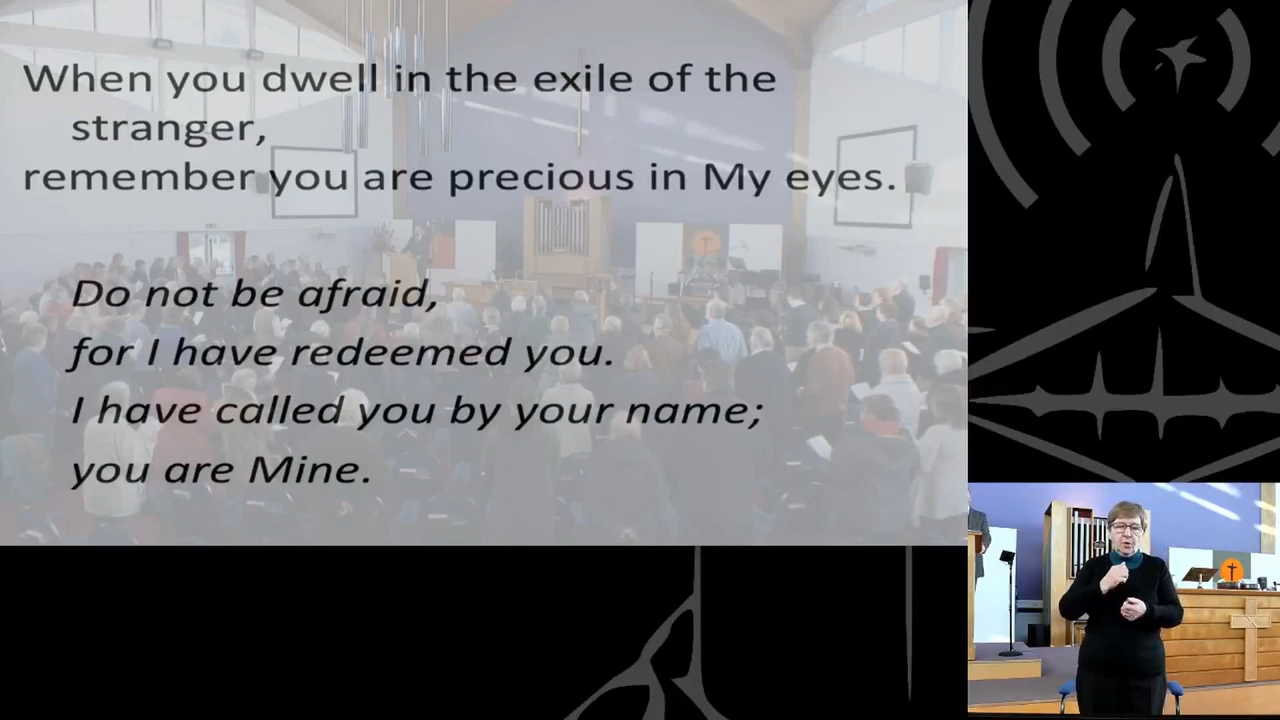 When you dwell in the exile of the
stranger,
remember you are precious in My eyes.
Do not be afraid,
for I have redeemed you.
I have called you by your name;
you are Mine.